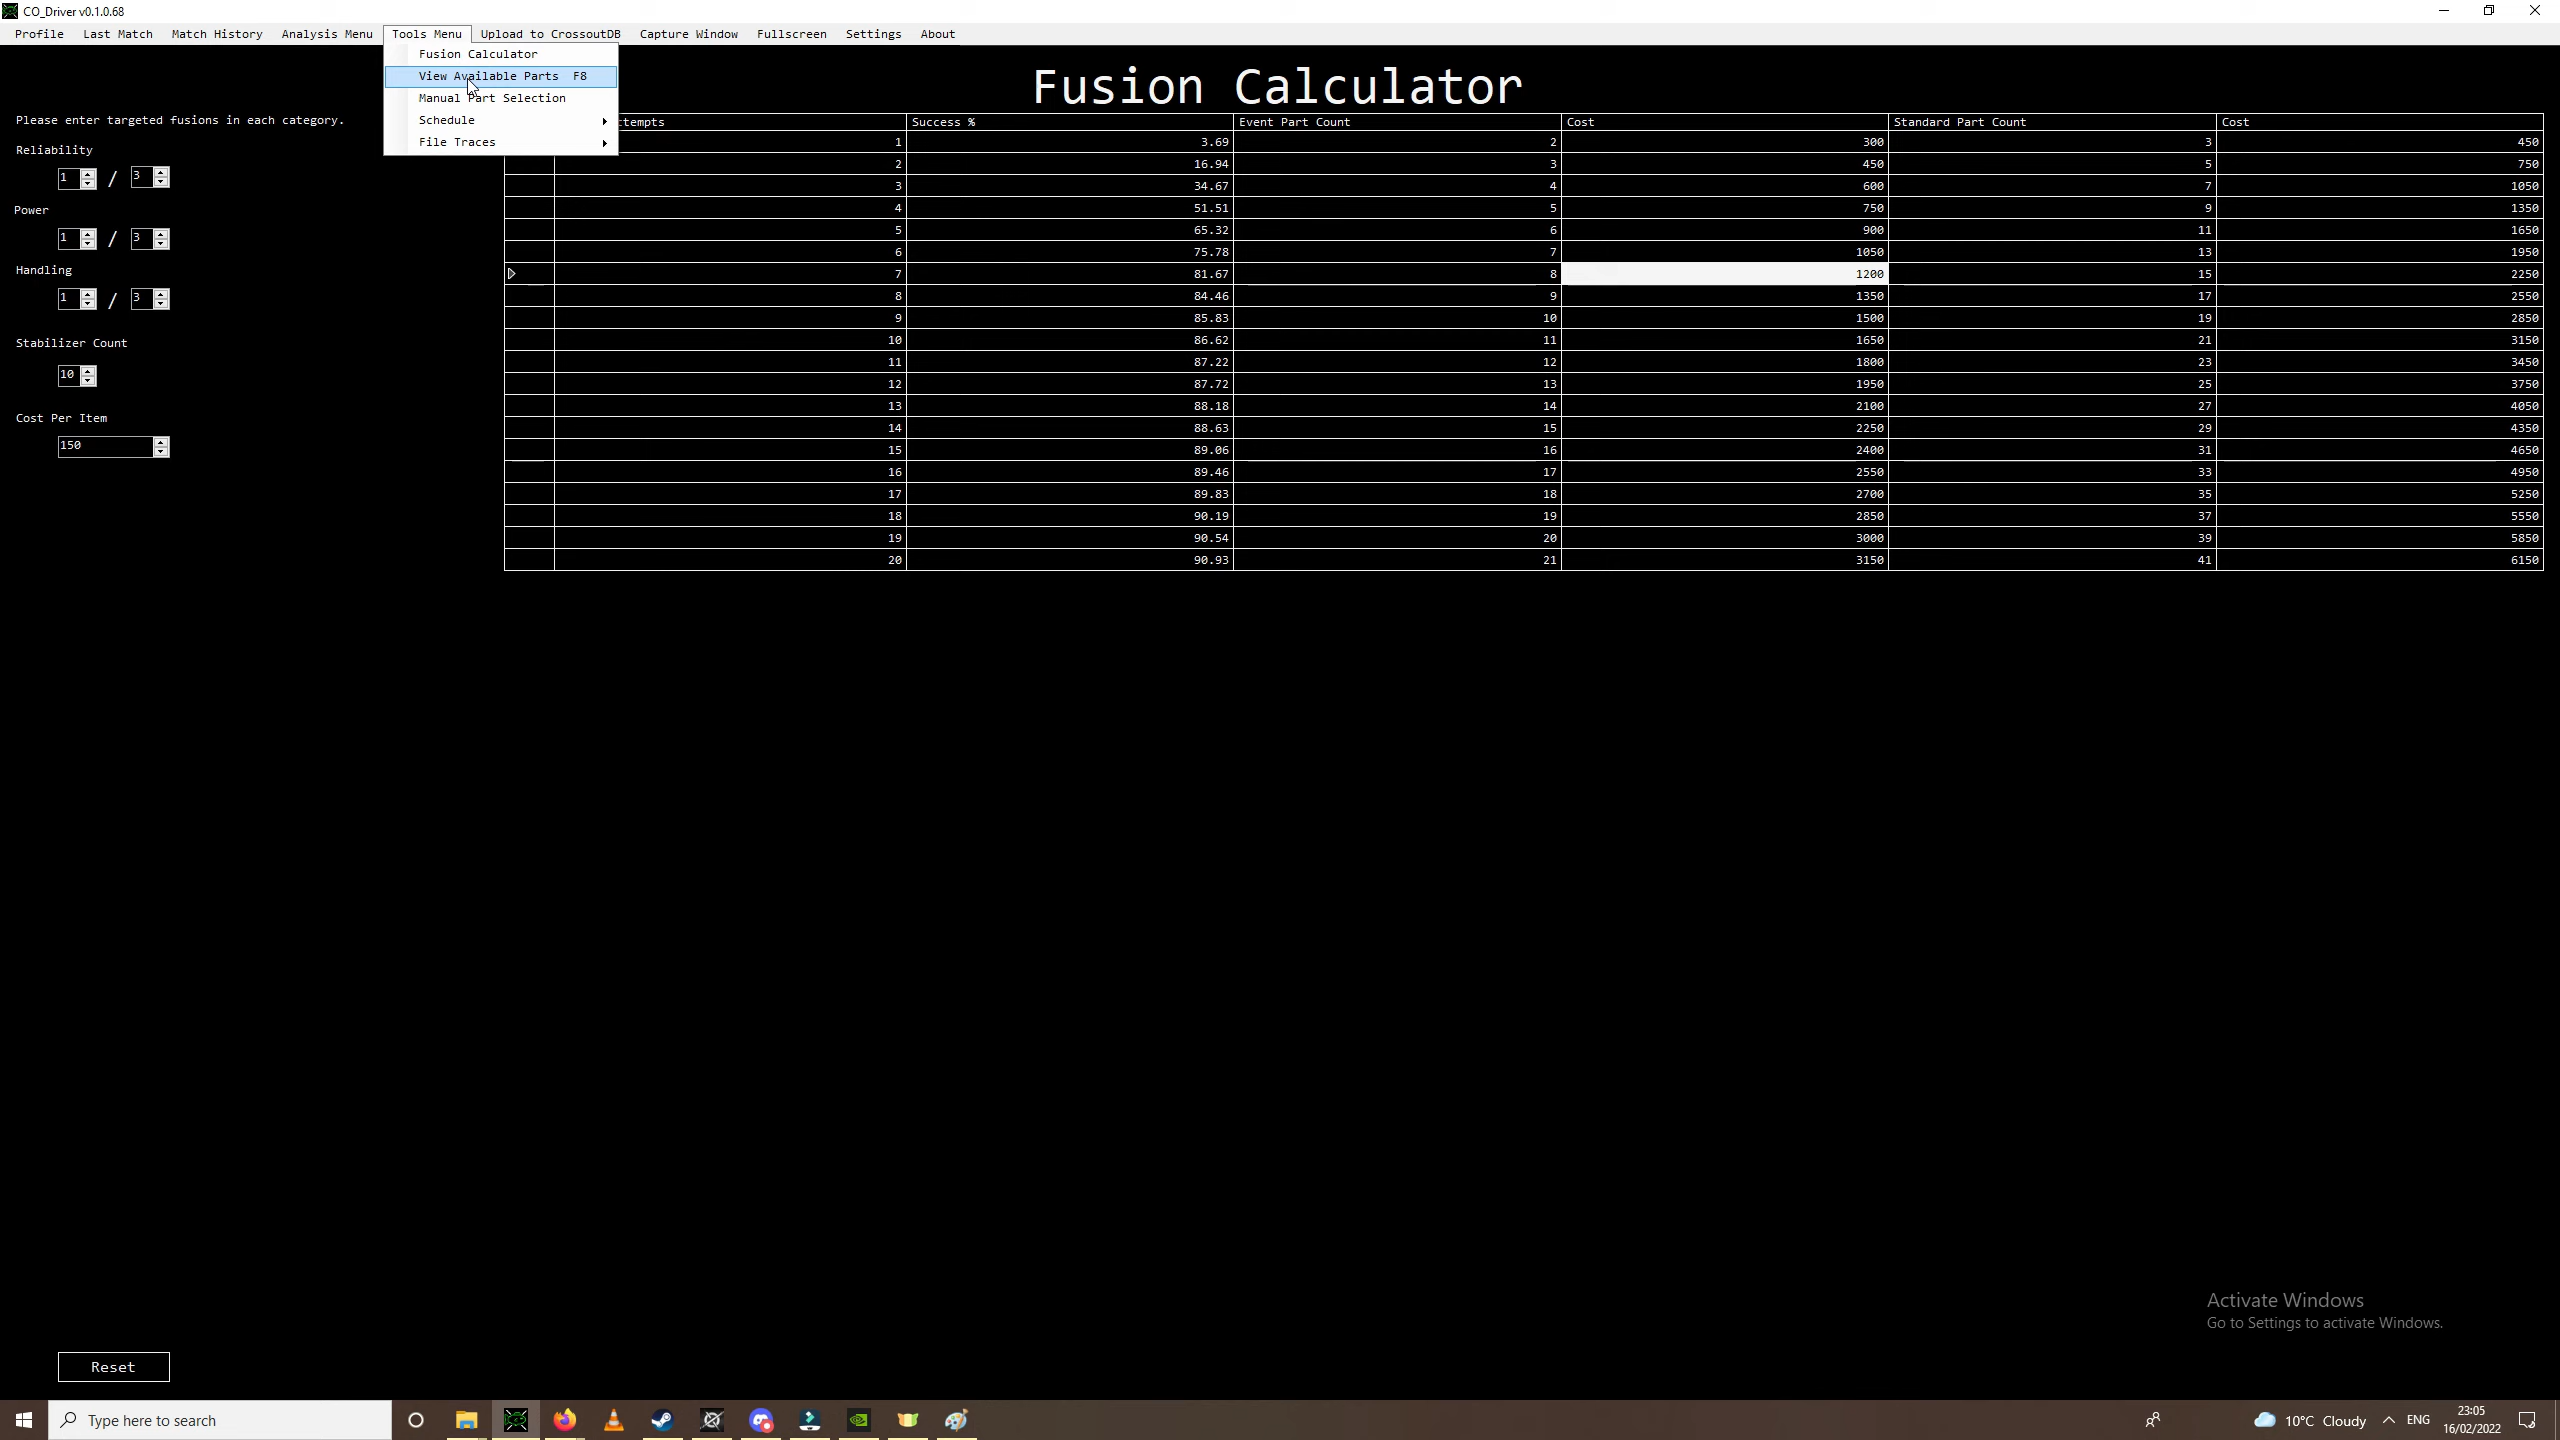 CO_Driver v0.1.0.68
Profile Last Match Match History Analysis Menu Tools Menu Upload to CrossoutDB Capture Window Fullscreen Settings About
Fusion Calculator
View Available Parts F8
Manual Part Selection
Schedule
File Traces
Fusion Calculator
Please enter targeted fusions in each category.
Reliability
1 / 3
Power
1 / 3
Handling
1 / 3
Stabilizer Count
10
Cost Per Item
150
ttempts Success % Event Part Count Cost Standard Part Count Cost
1 3.69 2 300 3 450
2 16.94 3 450 5 750
3 34.67 4 600 7 1050
4 51.51 5 750 9 1350
5 65.32 6 900 11 1650
6 75.78 7 1050 13 1950
7 81.67 8 1200 15 2250
8 84.46 9 1350 17 2550
9 85.83 10 1500 19 2850
10 86.62 11 1650 21 3150
11 87.22 12 1800 23 3450
12 87.72 13 1950 25 3750
13 88.18 14 2100 27 4050
14 88.63 15 2250 29 4350
15 89.06 16 2400 31 4650
16 89.46 17 2550 33 4950
17 89.83 18 2700 35 5250
18 90.19 19 2850 37 5550
19 90.54 20 3000 39 5850
20 90.93 21 3150 41 6150
Activate Windows
Go to Settings to activate Windows.
Reset
Type here to search
10°C Cloudy
ENG
23:05
16/02/2022